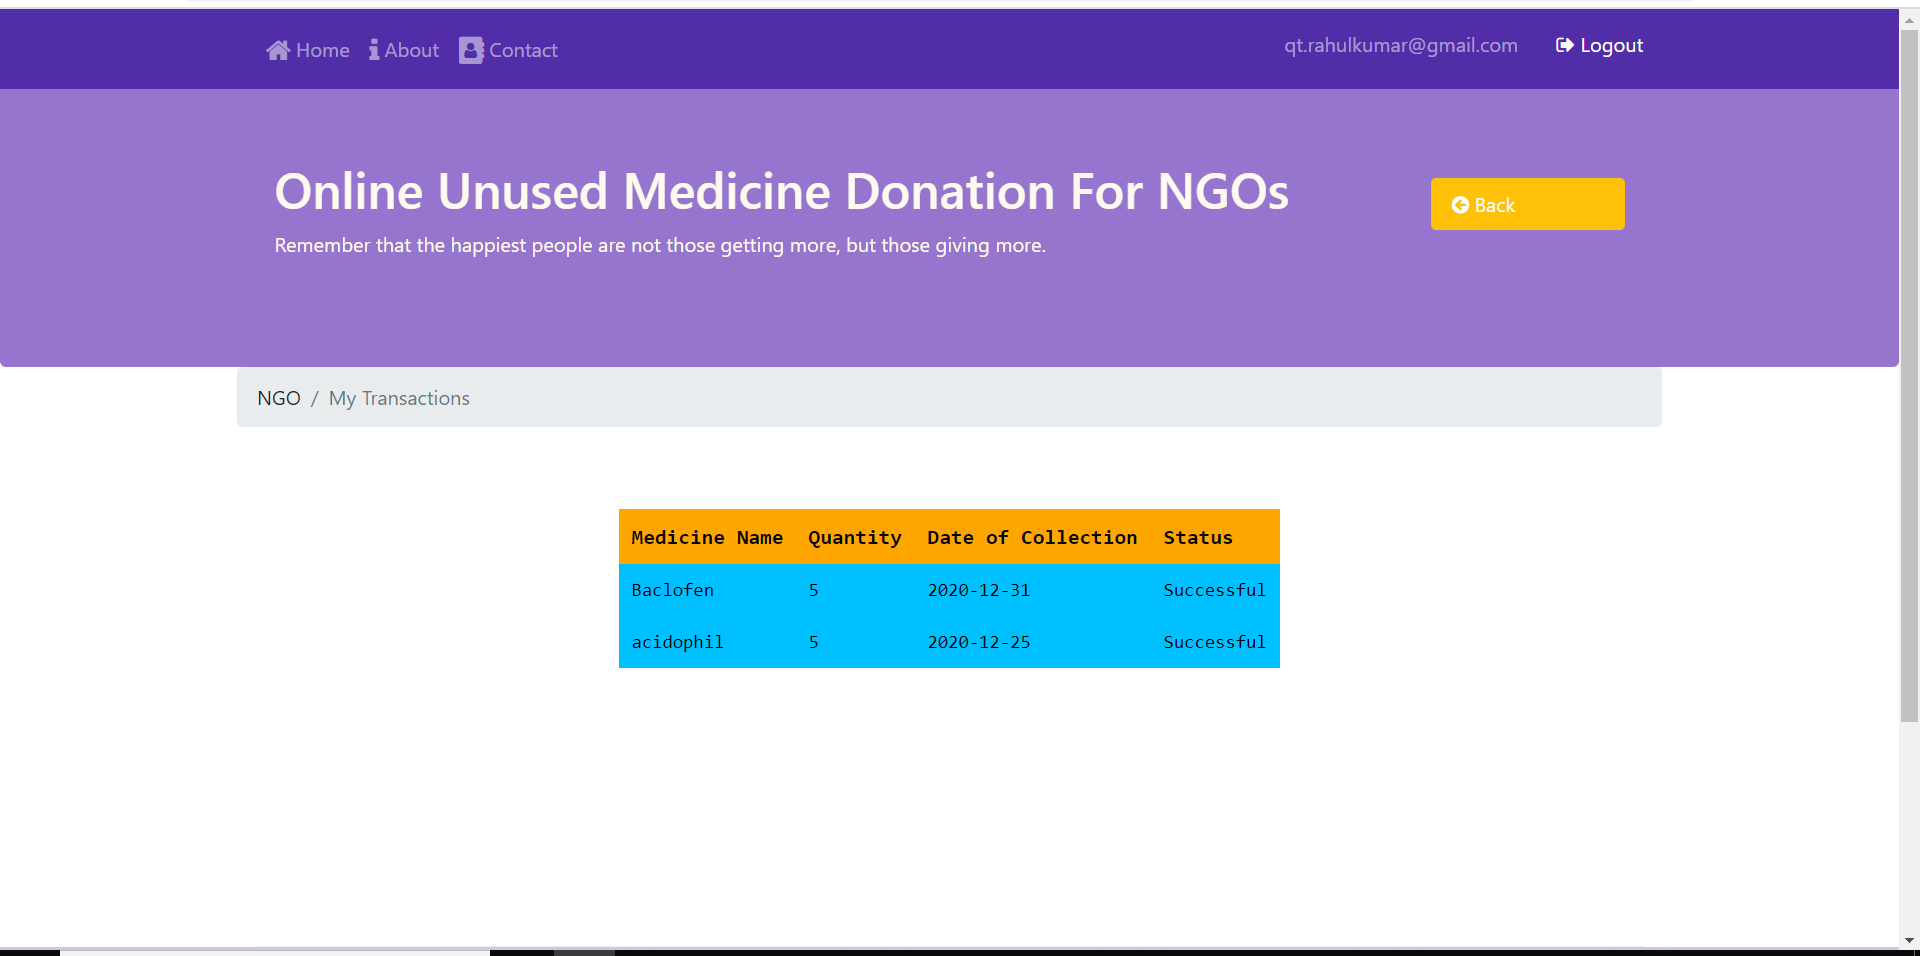 Home About Contact qt.rahulkumar@gmail.com Logout
Online Unused Medicine Donation For NGOs
Back
Remember that the happiest people are not those getting more, but those giving more.
NGO / My Transactions
Medicine Name Quantity Date of Collection Status
Baclofen 5 2020-12-31 Successful
acidophil 5 2020-12-25 Successful